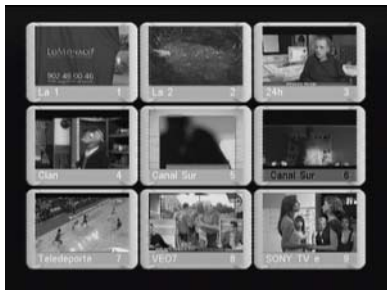 902 46 00 46
La 1 1
La 2 2
24h 3
Clan 4
Canal Sur 5
Canal Sur 6
Teledeporte 7
VEO7 8
SONY TV e 9